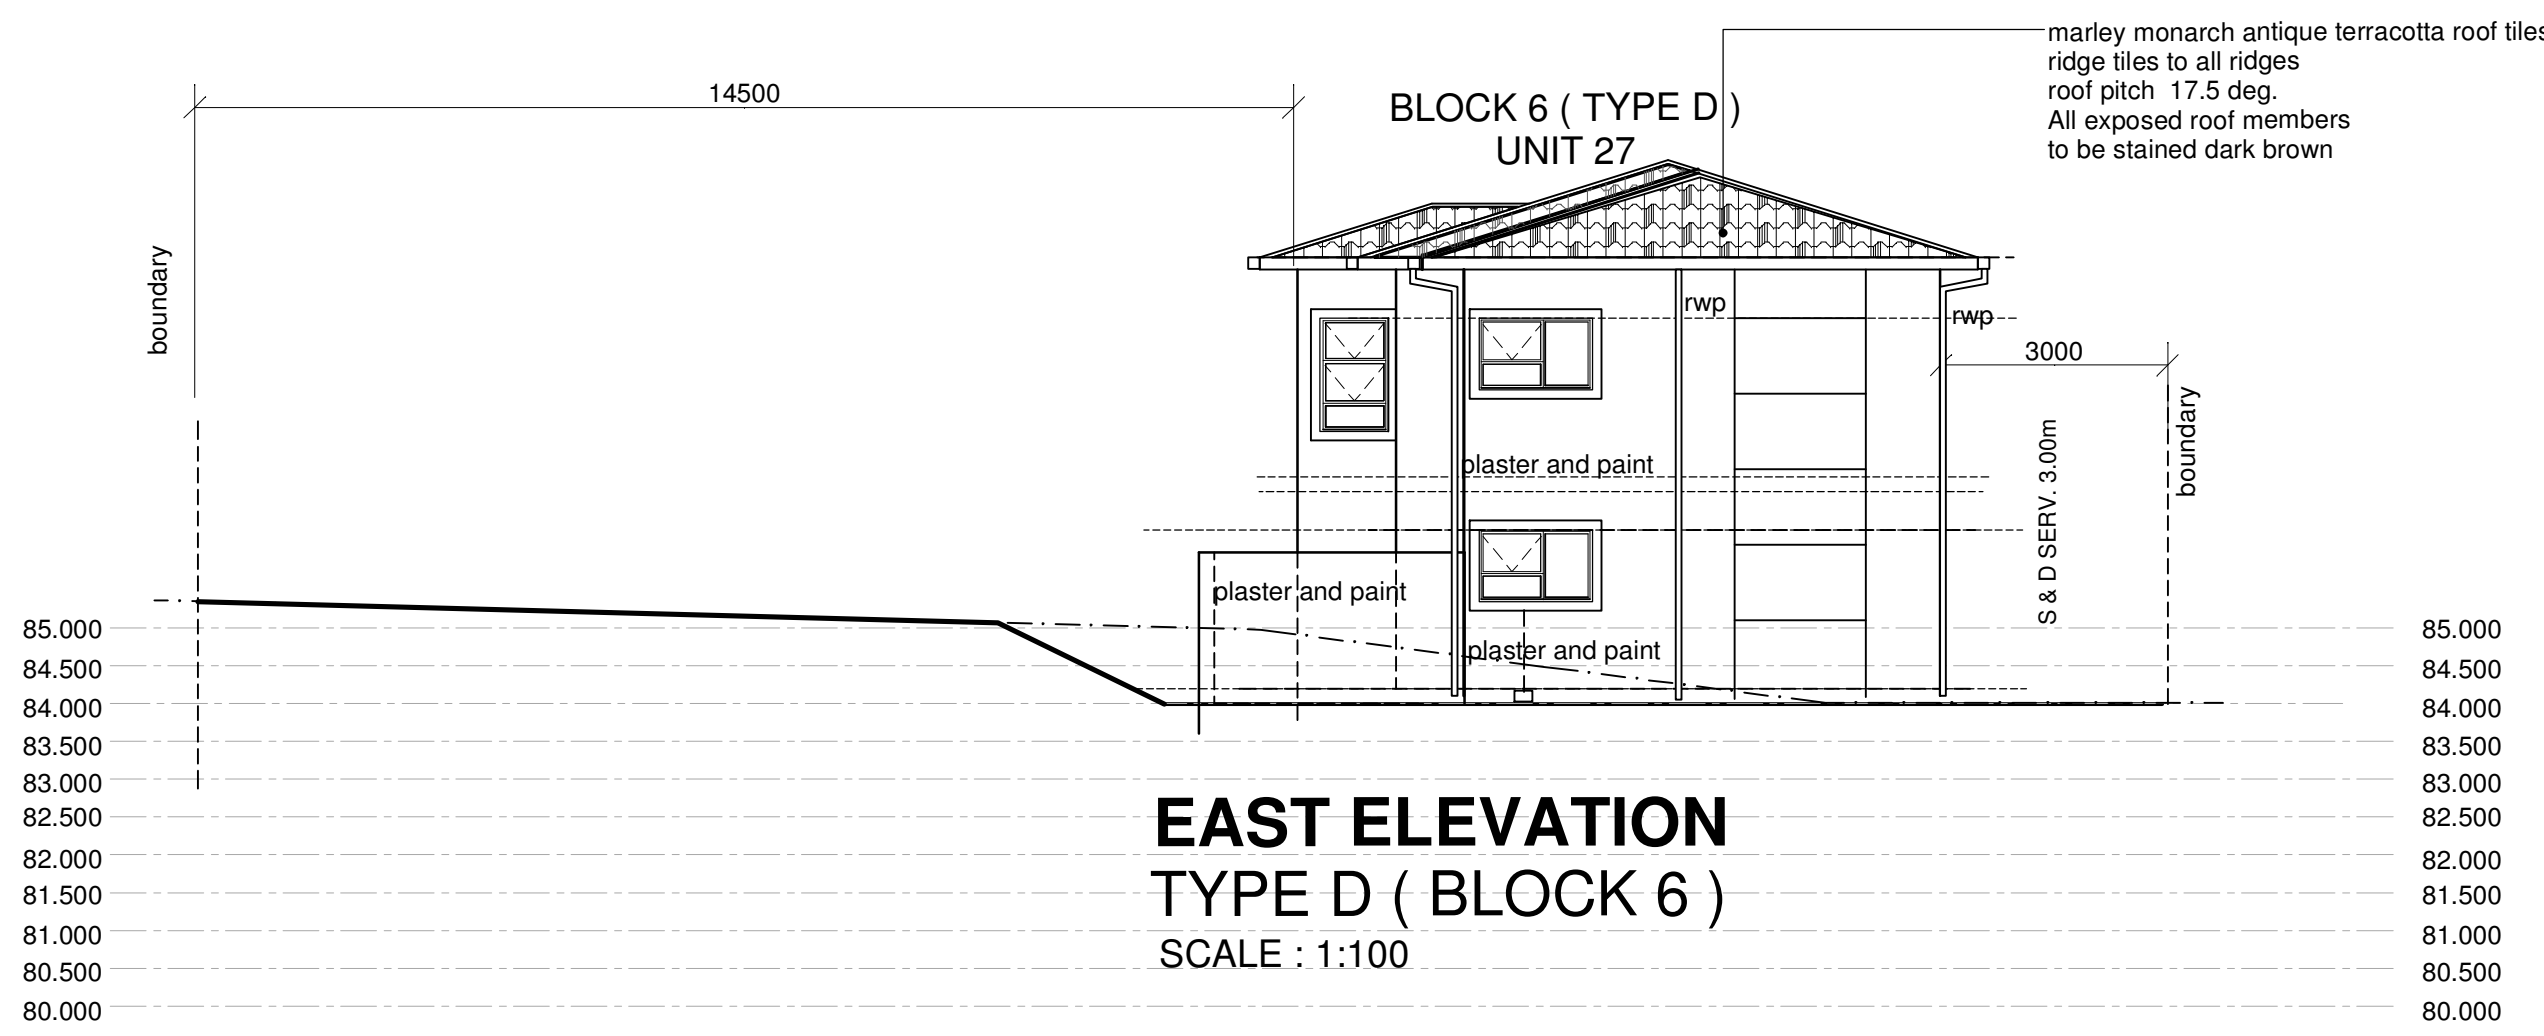 marley monarch antique terracotta roof tiles
ridge tiles to all ridges
roof pitch 17.5 deg.
All exposed roof members
to be stained dark brown
14500
BLOCK 6 ( TYPE D )
UNIT 27
boundary
rwp
rwp
3000
boundary
S & D SERV. 3.00m
plaster and paint
plaster and paint
plaster and paint
85.000
84.500
84.000
83.500
83.000
82.500
82.000
81.500
81.000
80.500
80.000
85.000
84.500
84.000
83.500
83.000
82.500
82.000
81.500
81.000
80.500
80.000
EAST ELEVATION
TYPE D ( BLOCK 6 )
SCALE : 1:100